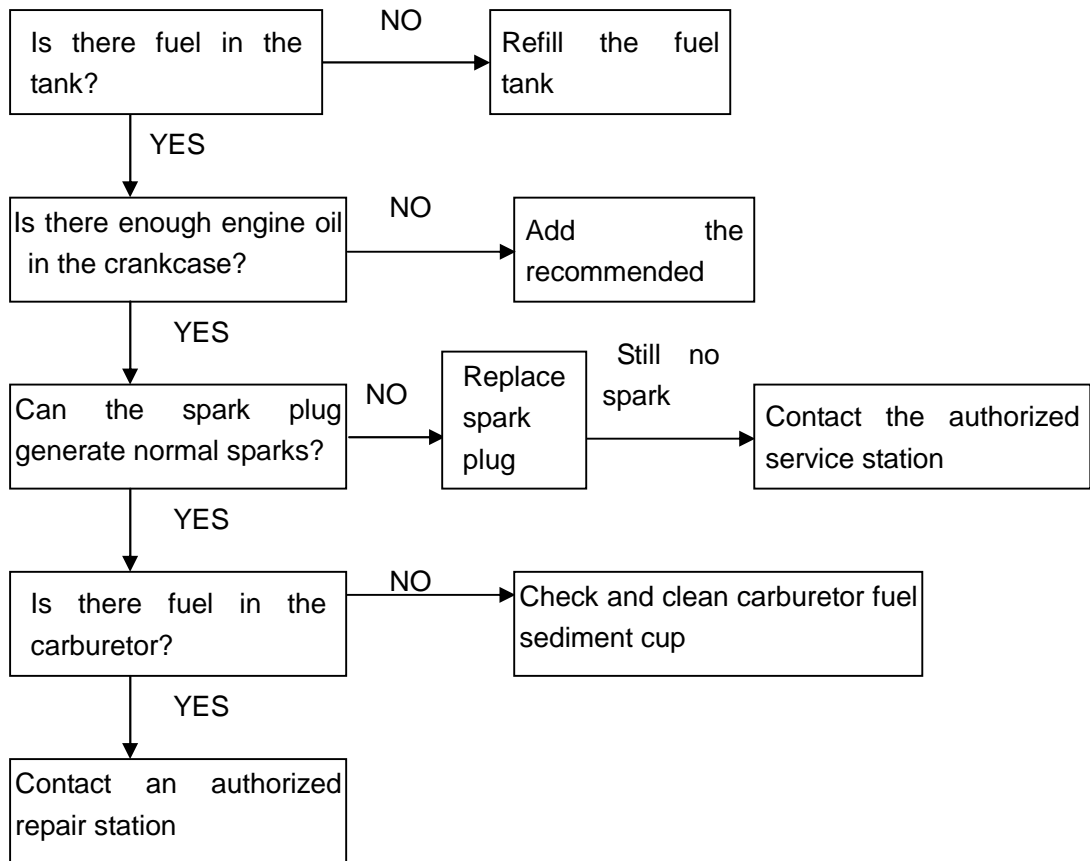 Is there fuel in the
tank?
NO
Refill the fuel
tank
YES
Is there enough engine oil
in the crankcase?
NO
Add the
recommended
YES
Can the spark plug
generate normal sparks?
NO
Replace
spark
plug
Still no
spark
Contact the authorized
service station
YES
Is there fuel in the
carburetor?
NO
Check and clean carburetor fuel
sediment cup
YES
Contact an authorized
repair station